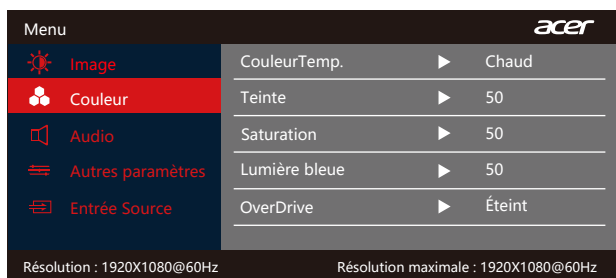 Menu acer
Image CouleurTemp. Chaud
Couleur Teinte 50
Audio Saturation 50
Autres paramètres Lumière bleue 50
Entrée Source OverDrive Éteint
Résolution : 1920X1080@60Hz Résolution maximale : 1920X1080@60Hz